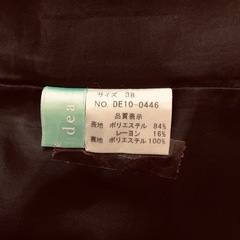 dea
サイズ 38
NO. DE10-0446
品質表示
表地 ポリエステル 84%
レーヨン 16%
裏地 ポリエステル 100%